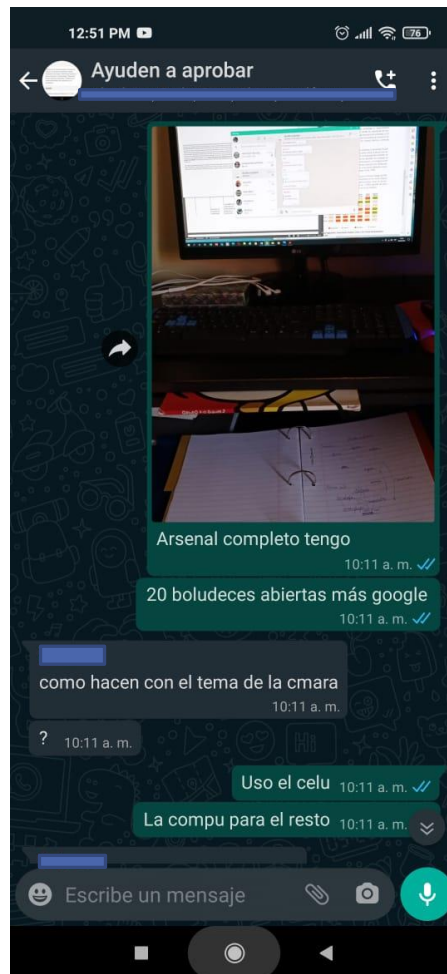 12:51 PM
76
Ayuden a aprobar
Arsenal completo tengo
10:11 a. m.
20 boludeces abiertas más google
10:11 a. m.
como hacen con el tema de la cmara
10:11 a. m.
? 10:11 a. m.
Uso el celu 10:11 a. m.
La compu para el resto 10:11 a. m.
Escribe un mensaje